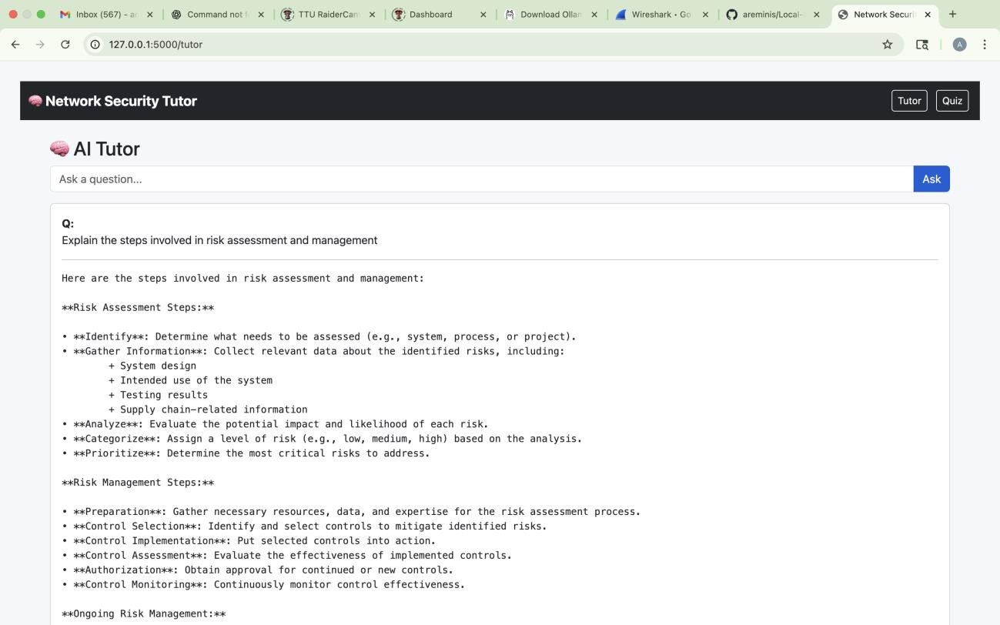 Inbox (567) - ar
Command not f
TTU RaiderCan
Dashboard
Download Ollam
Wireshark • Go
areminis/Local-
Network Securi
127.0.0.1:5000/tutor
A
Network Security Tutor
Tutor
Quiz
AI Tutor
Ask a question...
Ask
Q:
Explain the steps involved in risk assessment and management
Here are the steps involved in risk assessment and management:
**Risk Assessment Steps:**
• **Identify**: Determine what needs to be assessed (e.g., system, process, or project).
• **Gather Information**: Collect relevant data about the identified risks, including:
+ System design
+ Intended use of the system
+ Testing results
+ Supply chain-related information
• **Analyze**: Evaluate the potential impact and likelihood of each risk.
• **Categorize**: Assign a level of risk (e.g., low, medium, high) based on the analysis.
• **Prioritize**: Determine the most critical risks to address.
**Risk Management Steps:**
• **Preparation**: Gather necessary resources, data, and expertise for the risk assessment process.
• **Control Selection**: Identify and select controls to mitigate identified risks.
• **Control Implementation**: Put selected controls into action.
• **Control Assessment**: Evaluate the effectiveness of implemented controls.
• **Authorization**: Obtain approval for continued or new controls.
• **Control Monitoring**: Continuously monitor control effectiveness.
**Ongoing Risk Management:**